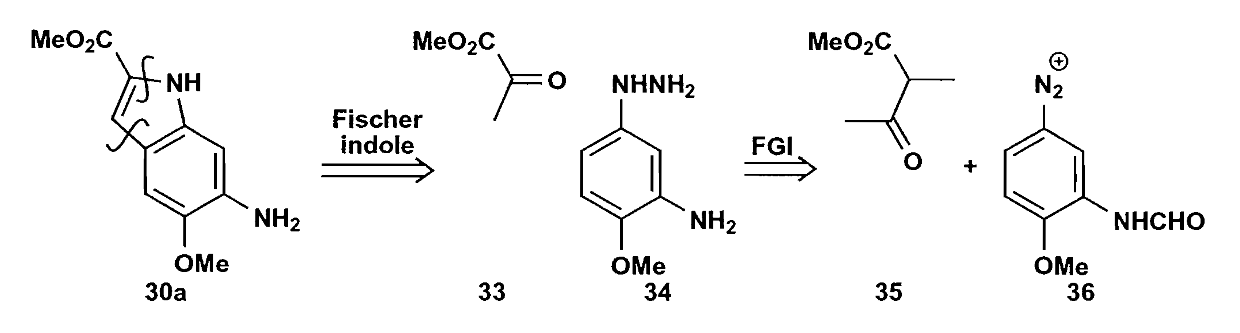 MeO₂C
NH
NH₂
OMe
30a
Fischer
indole
MeO₂C
O
33
NHNH₂
NH₂
OMe
34
FGI
MeO₂C
O
35
+
⊕
N₂
NHCHO
OMe
36